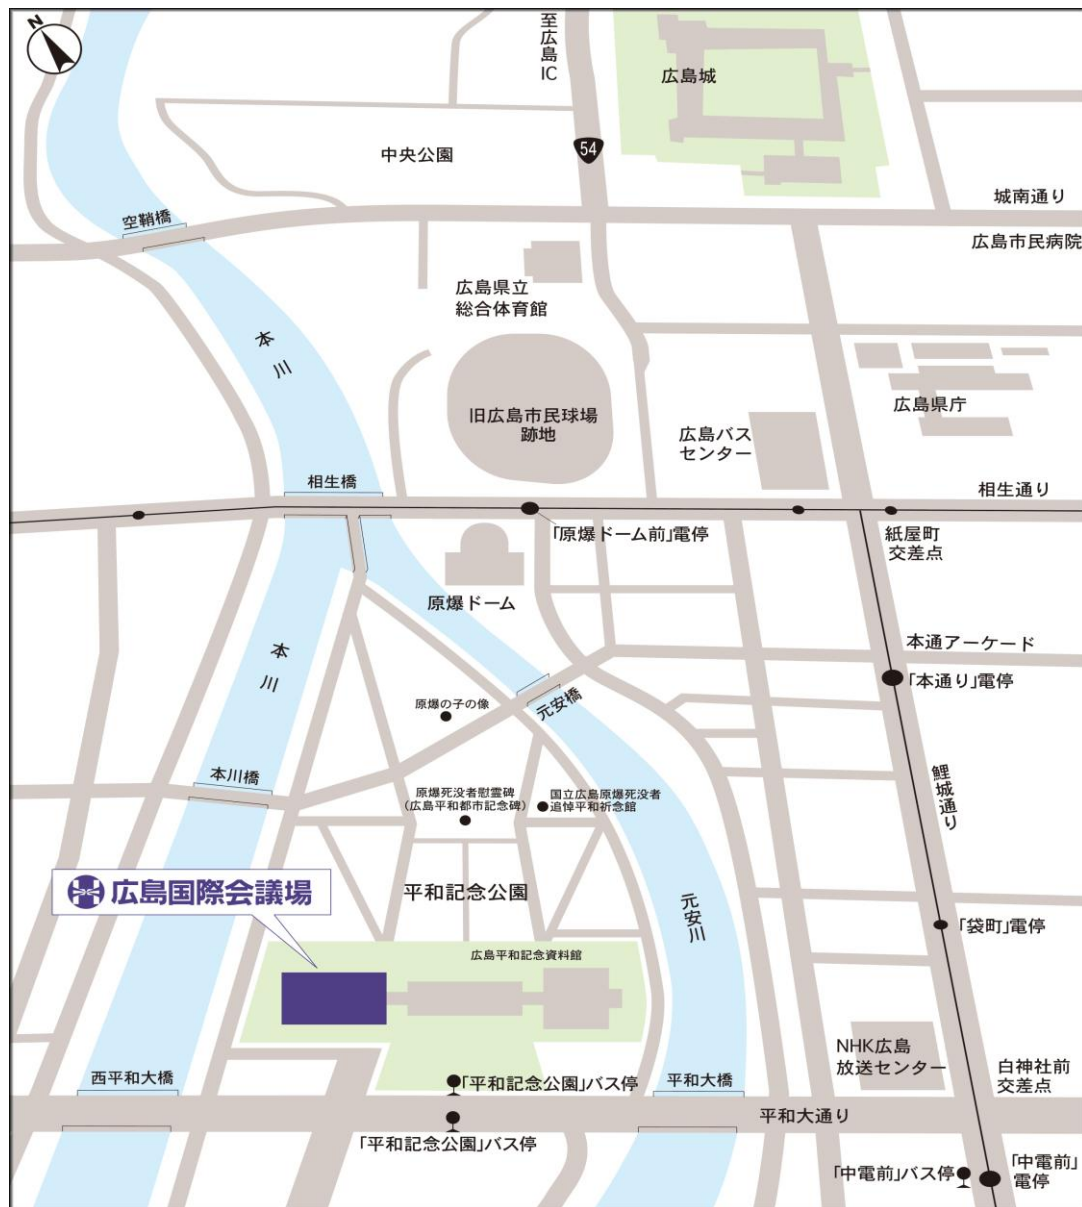 N
至広島IC
広島城
54
中央公園
城南通り
空鞘橋
広島市民病院
広島県立
総合体育館
本川
旧広島市民球場
跡地
広島県庁
広島バス
センター
相生橋
相生通り
「原爆ドーム前」電停
紙屋町
交差点
原爆ドーム
本通アーケード
本川
「本通り」電停
原爆の子の像
元安橋
本川橋
鯉城通り
原爆死没者慰霊碑
(広島平和都市記念碑)
国立広島原爆死没者
追悼平和祈念館
広島国際会議場
平和記念公園
元安川
「袋町」電停
広島平和記念資料館
NHK広島
放送センター
白神社前
交差点
西平和大橋
「平和記念公園」バス停
平和大橋
平和大通り
「平和記念公園」バス停
「中電前」バス停
「中電前」
電停